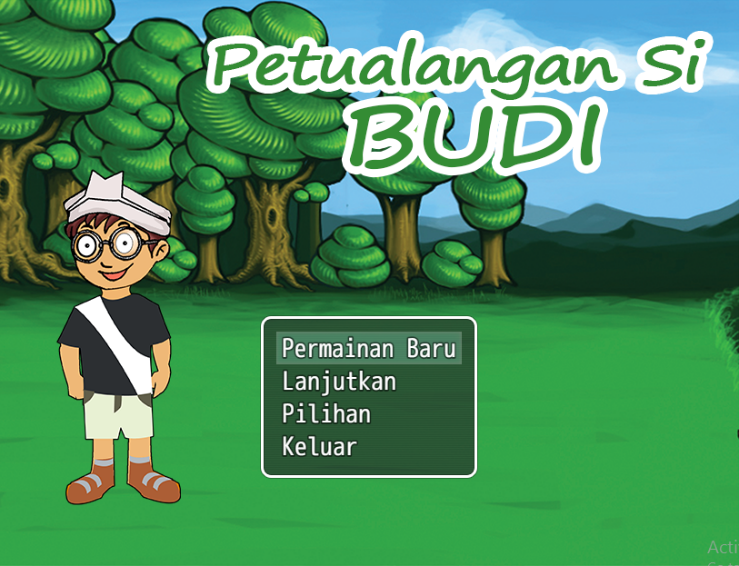 Petualangan Si
BUDI
Permainan Baru
Lanjutkan
Pilihan
Keluar